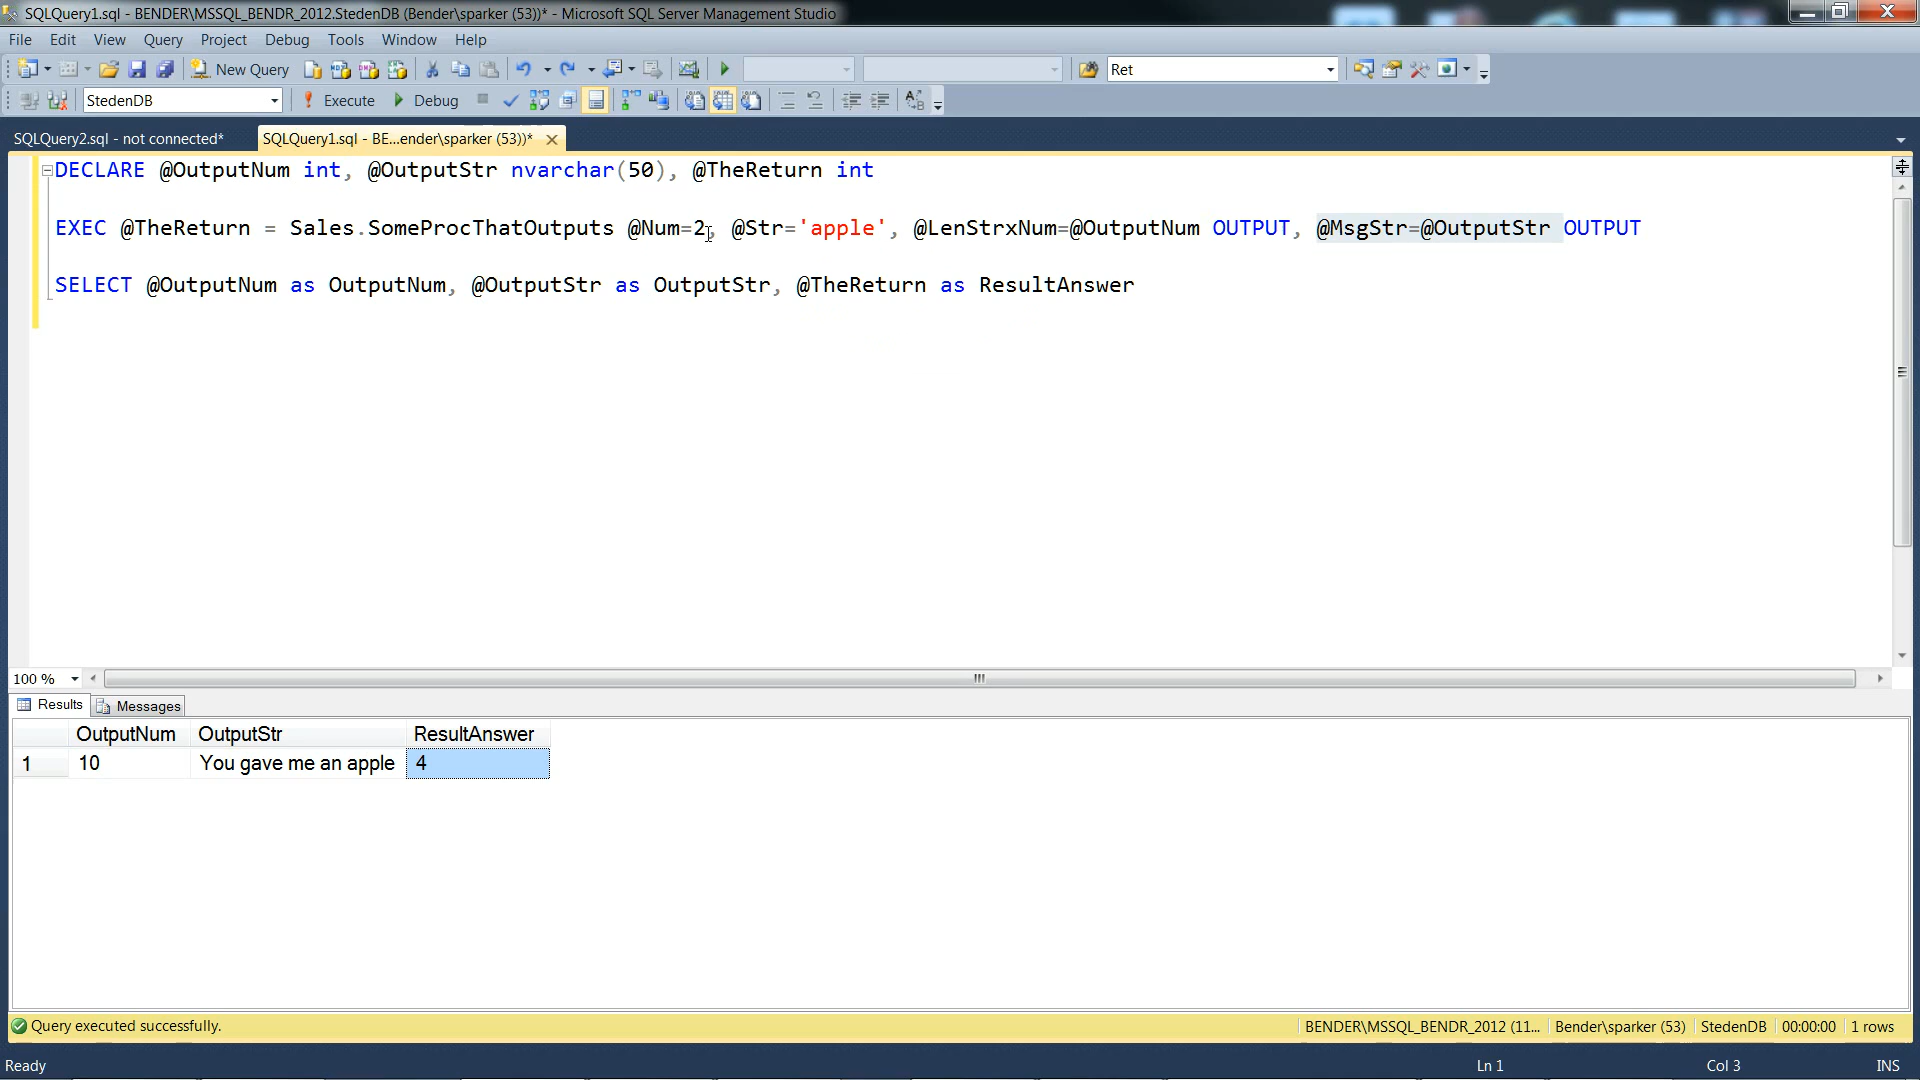 SQLQuery1.sql - BENDER\MSSQL_BENDR_2012.StedenDB (Bender\sparker (53))* - Microsoft SQL Server Management Studio
File Edit View Query Project Debug Tools Window Help
New Query Ret
StedenDB Execute Debug
SQLQuery2.sql - not connected* SQLQuery1.sql - BE...ender\sparker (53))*
DECLARE @OutputNum int, @OutputStr nvarchar(50), @TheReturn int
EXEC @TheReturn = Sales.SomeProcThatOutputs @Num=2, @Str='apple', @LenStrxNum=@OutputNum OUTPUT, @MsgStr=@OutputStr OUTPUT
SELECT @OutputNum as OutputNum, @OutputStr as OutputStr, @TheReturn as ResultAnswer
100 %
Results Messages
OutputNum OutputStr ResultAnswer
1 10 You gave me an apple 4
Query executed successfully. BENDER\MSSQL_BENDR_2012 (11... Bender\sparker (53) StedenDB 00:00:00 1 rows
Ready Ln 1 Col 3 INS